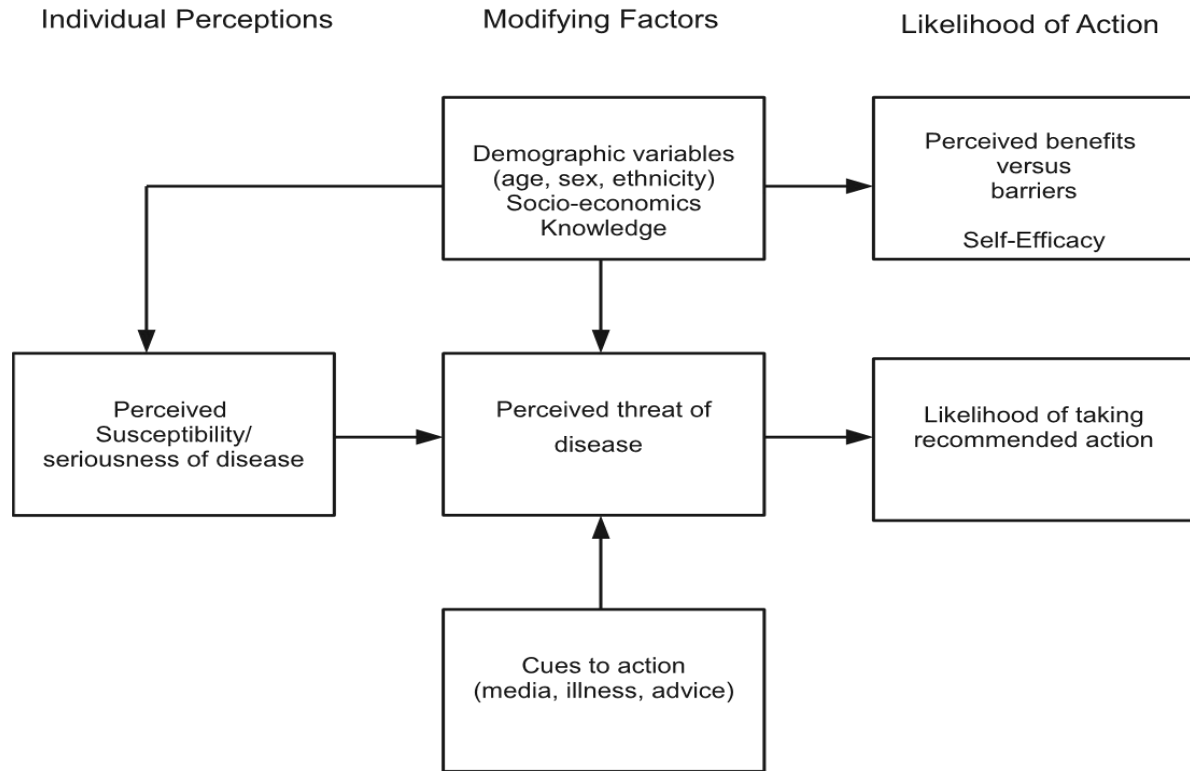 Individual Perceptions
Modifying Factors
Likelihood of Action
Demographic variables
(age, sex, ethnicity)
Socio-economics
Knowledge
Perceived benefits
versus
barriers
Self-Efficacy
Perceived
Susceptibility/
seriousness of disease
Perceived threat of
disease
Likelihood of taking
recommended action
Cues to action
(media, illness, advice)